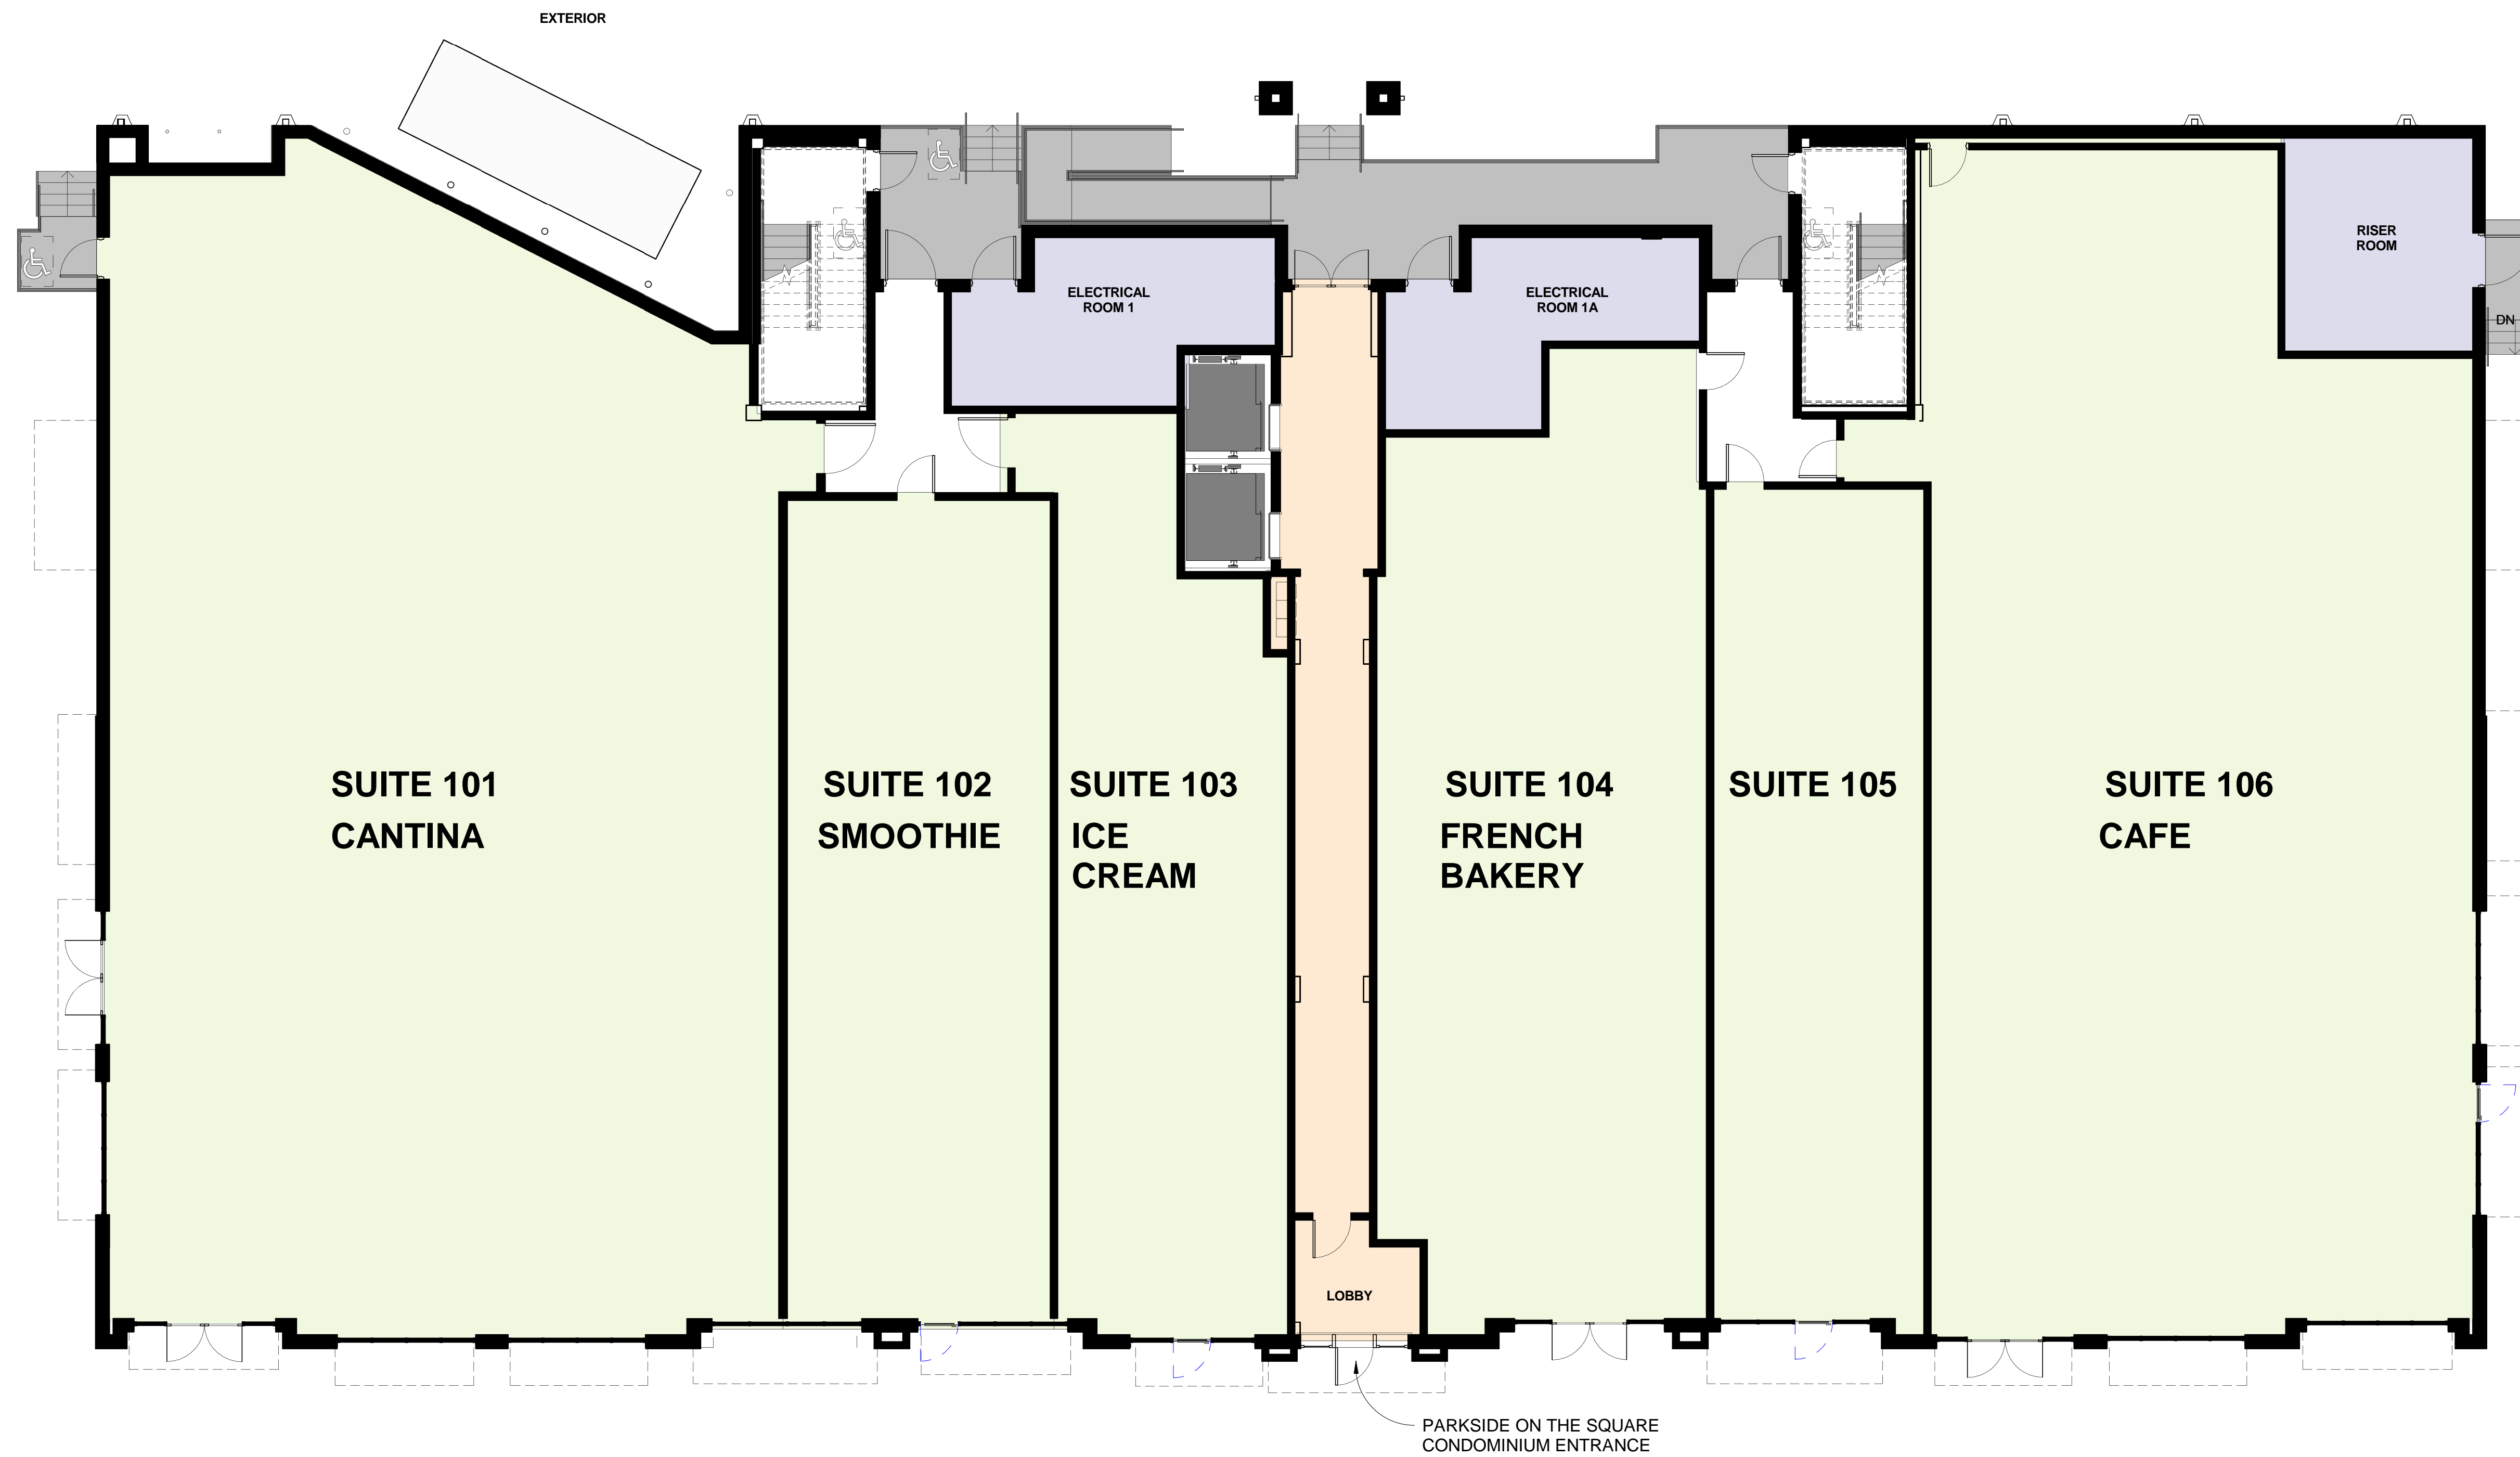 EXTERIOR
RISER
ROOM
ELECTRICAL
ROOM 1
ELECTRICAL
ROOM 1A
DN
SUITE 101
CANTINA
SUITE 102
SMOOTHIE
SUITE 103
ICE
CREAM
SUITE 104
FRENCH
BAKERY
SUITE 105
SUITE 106
CAFE
LOBBY
PARKSIDE ON THE SQUARE
CONDOMINIUM ENTRANCE